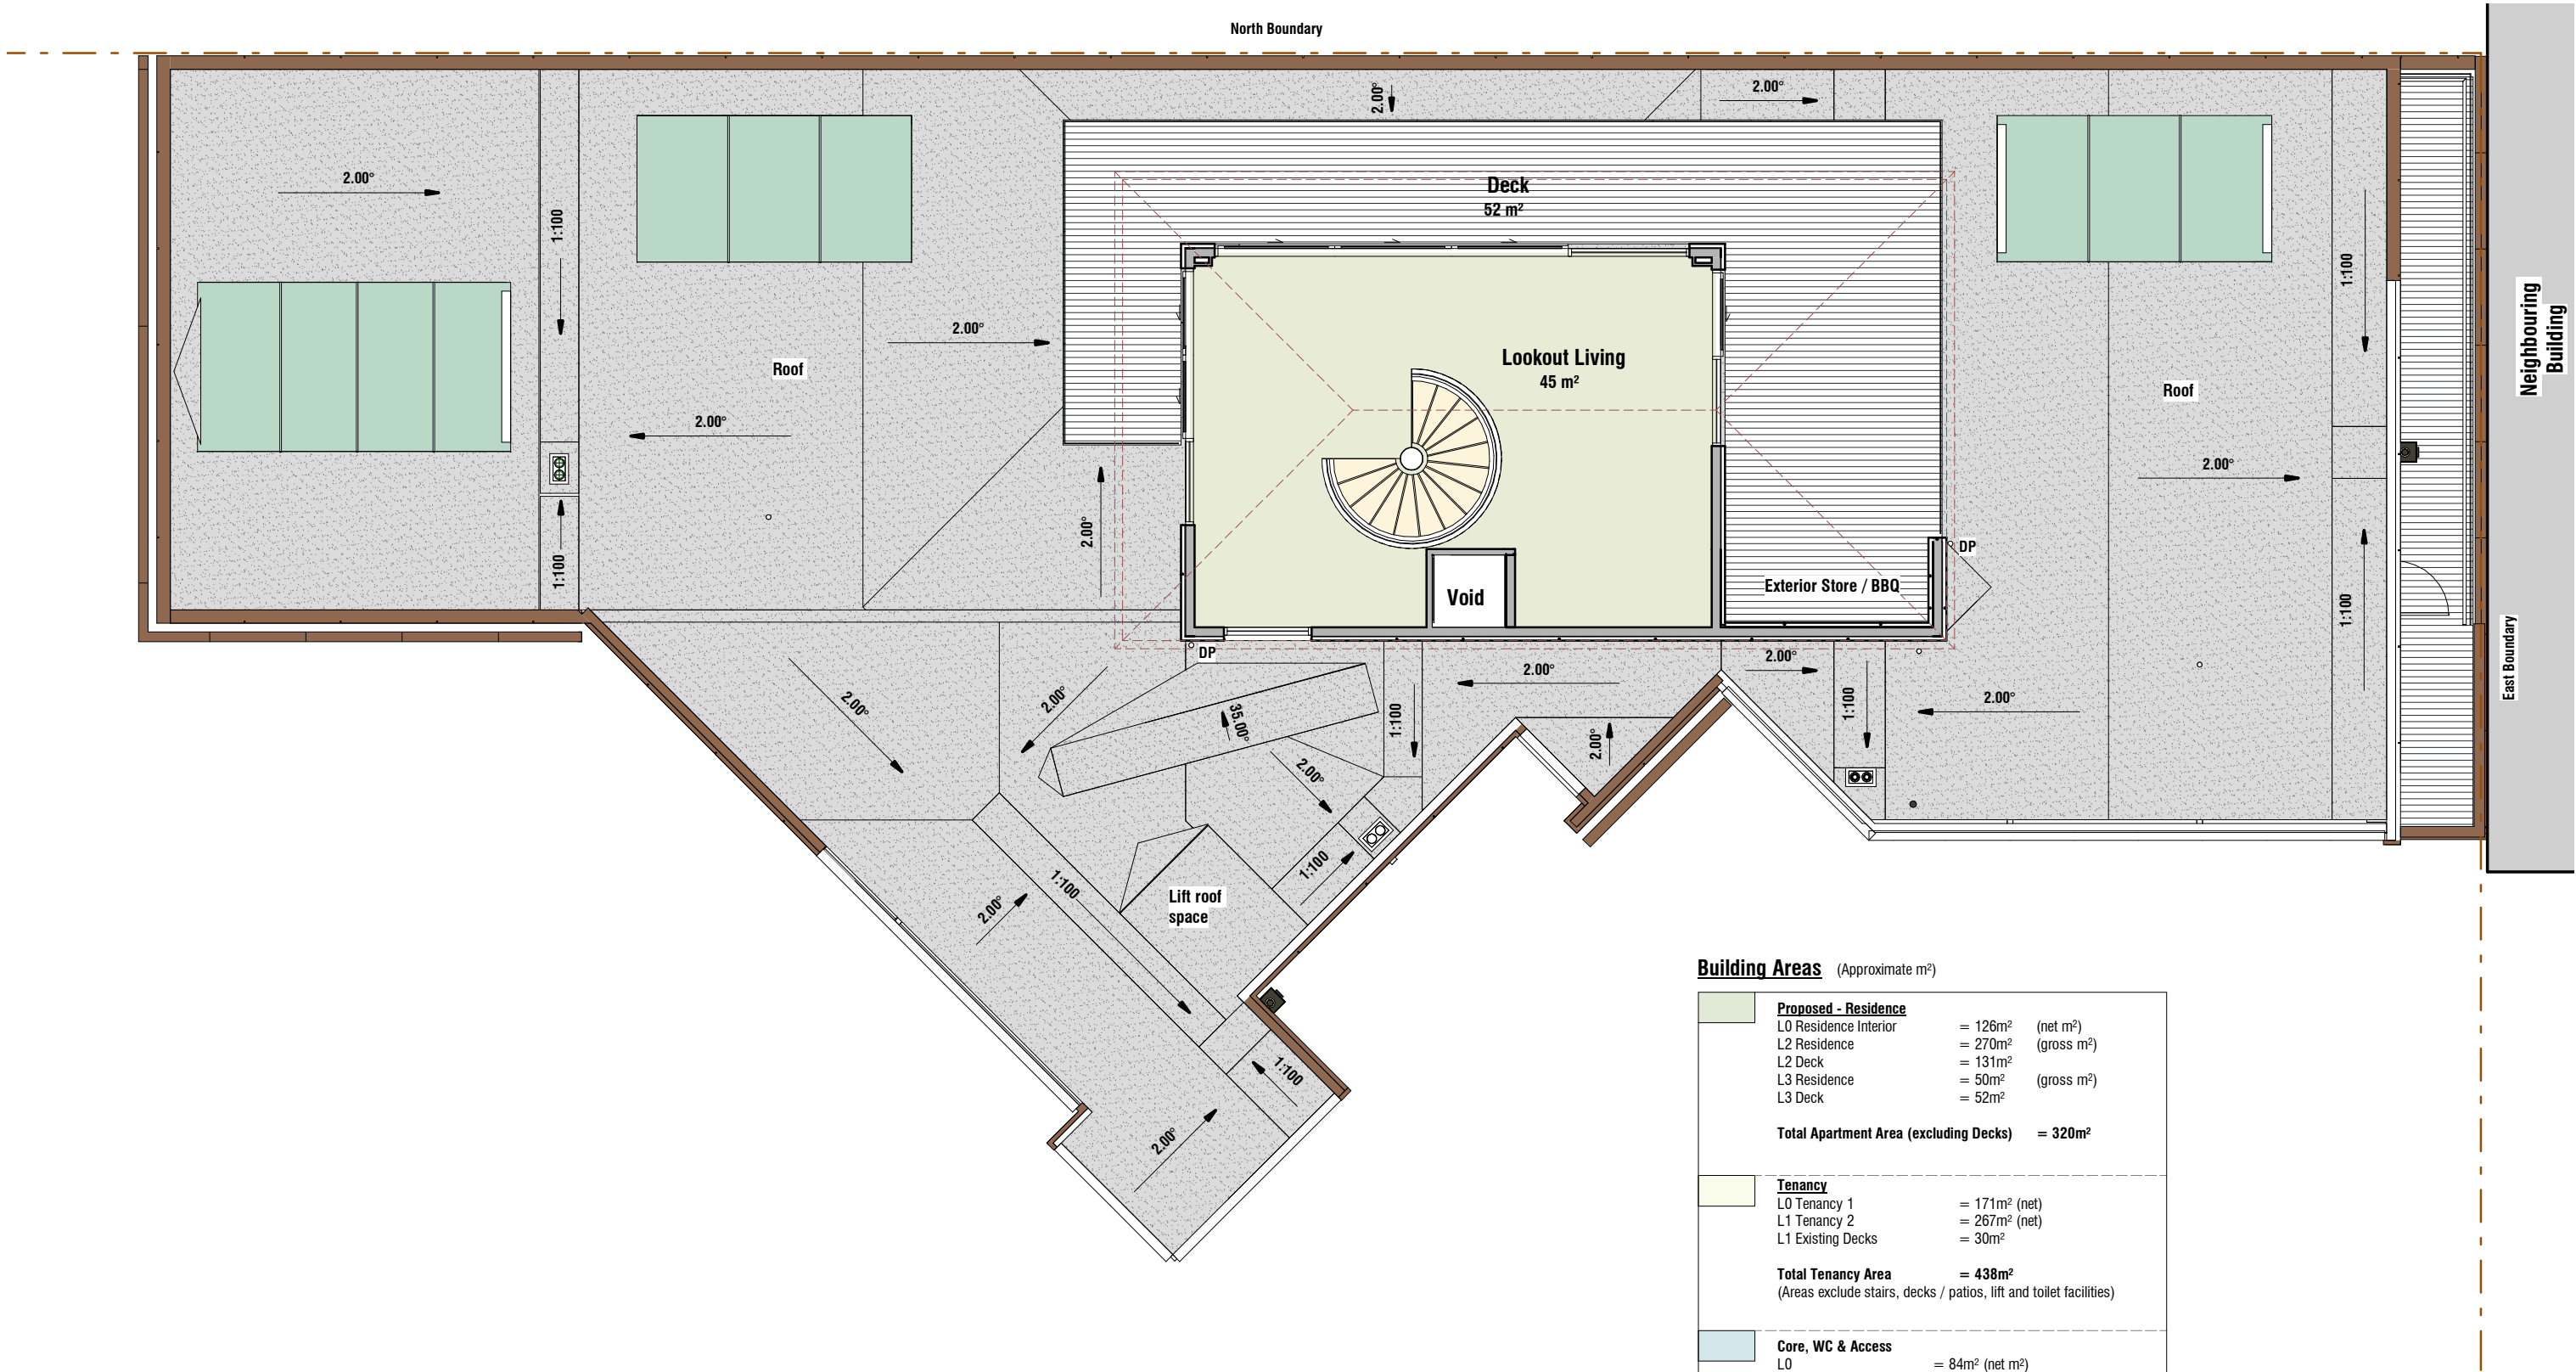 North Boundary
2.00°
2.00°
2.00°
1:100
Deck
52 m²
2.00°
Roof
2.00°
1:100
1:100
2.00°
Lookout Living
45 m²
Void
Exterior Store / BBQ
DP
DP
Roof
2.00°
1:100
1:100
Neighbouring
Building
East Boundary
2.00°
2.00°
35.00°
2.00°
1:100
2.00°
2.00°
2.00°
1:100
2.00°
1:100
1:100
2.00°
Lift roof
space
1:100
2.00°
Building Areas (Approximate m²)
Proposed - Residence
L0 Residence Interior = 126m² (net m²)
L2 Residence = 270m² (gross m²)
L2 Deck = 131m²
L3 Residence = 50m² (gross m²)
L3 Deck = 52m²
Total Apartment Area (excluding Decks) = 320m²
Tenancy
L0 Tenancy 1 = 171m² (net)
L1 Tenancy 2 = 267m² (net)
L1 Existing Decks = 30m²
Total Tenancy Area = 438m²
(Areas exclude stairs, decks / patios, lift and toilet facilities)
Core, WC & Access
L0 = 84m² (net m²)